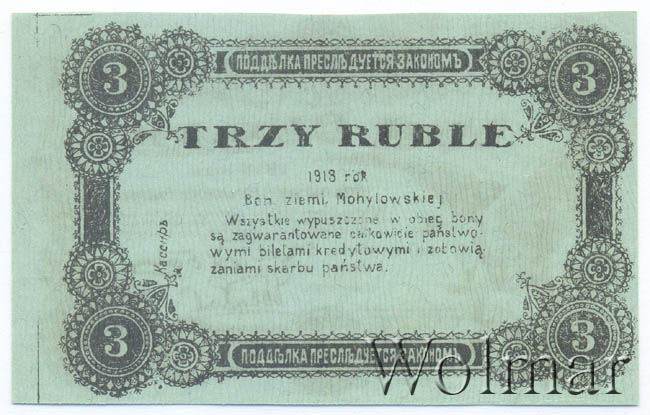 3 ПОДДѢЛКА ПРЕСЛѢДУЕТСЯ ЗАКОНОМЪ 3
TRZY RUBLE
1918 rok
Bon. ziemi Mohylowskiej
Wszystkie wypuszczone w obieg bony
są zagwarantowane całkowicie państwo-
wymi biletami kredytowymi i zobowią
zaniami skarbu państwa.
Кассиръ
3 ПОДДѢЛКА ПРЕСЛѢДУЕТСЯ ЗАКОНОМЪ 3
Wolmar